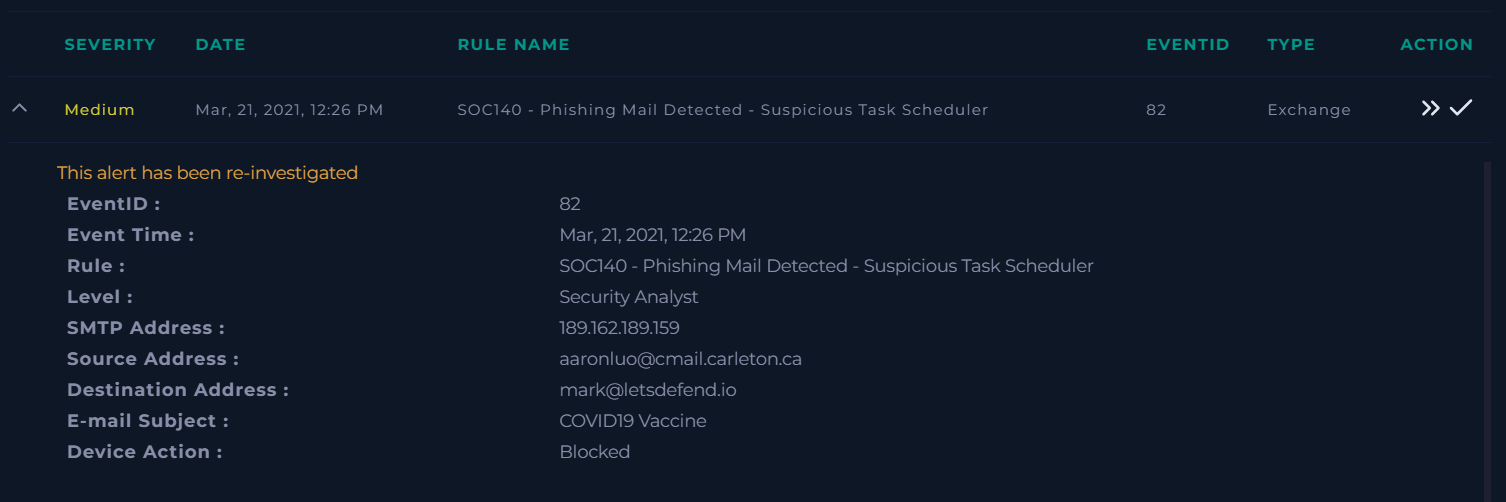 SEVERITY DATE RULE NAME EVENTID TYPE ACTION
Medium Mar, 21, 2021, 12:26 PM SOC140 - Phishing Mail Detected - Suspicious Task Scheduler 82 Exchange
This alert has been re-investigated
EventID : 82
Event Time : Mar, 21, 2021, 12:26 PM
Rule : SOC140 - Phishing Mail Detected - Suspicious Task Scheduler
Level : Security Analyst
SMTP Address : 189.162.189.159
Source Address : aaronluo@cmail.carleton.ca
Destination Address : mark@letsdefend.io
E-mail Subject : COVID19 Vaccine
Device Action : Blocked